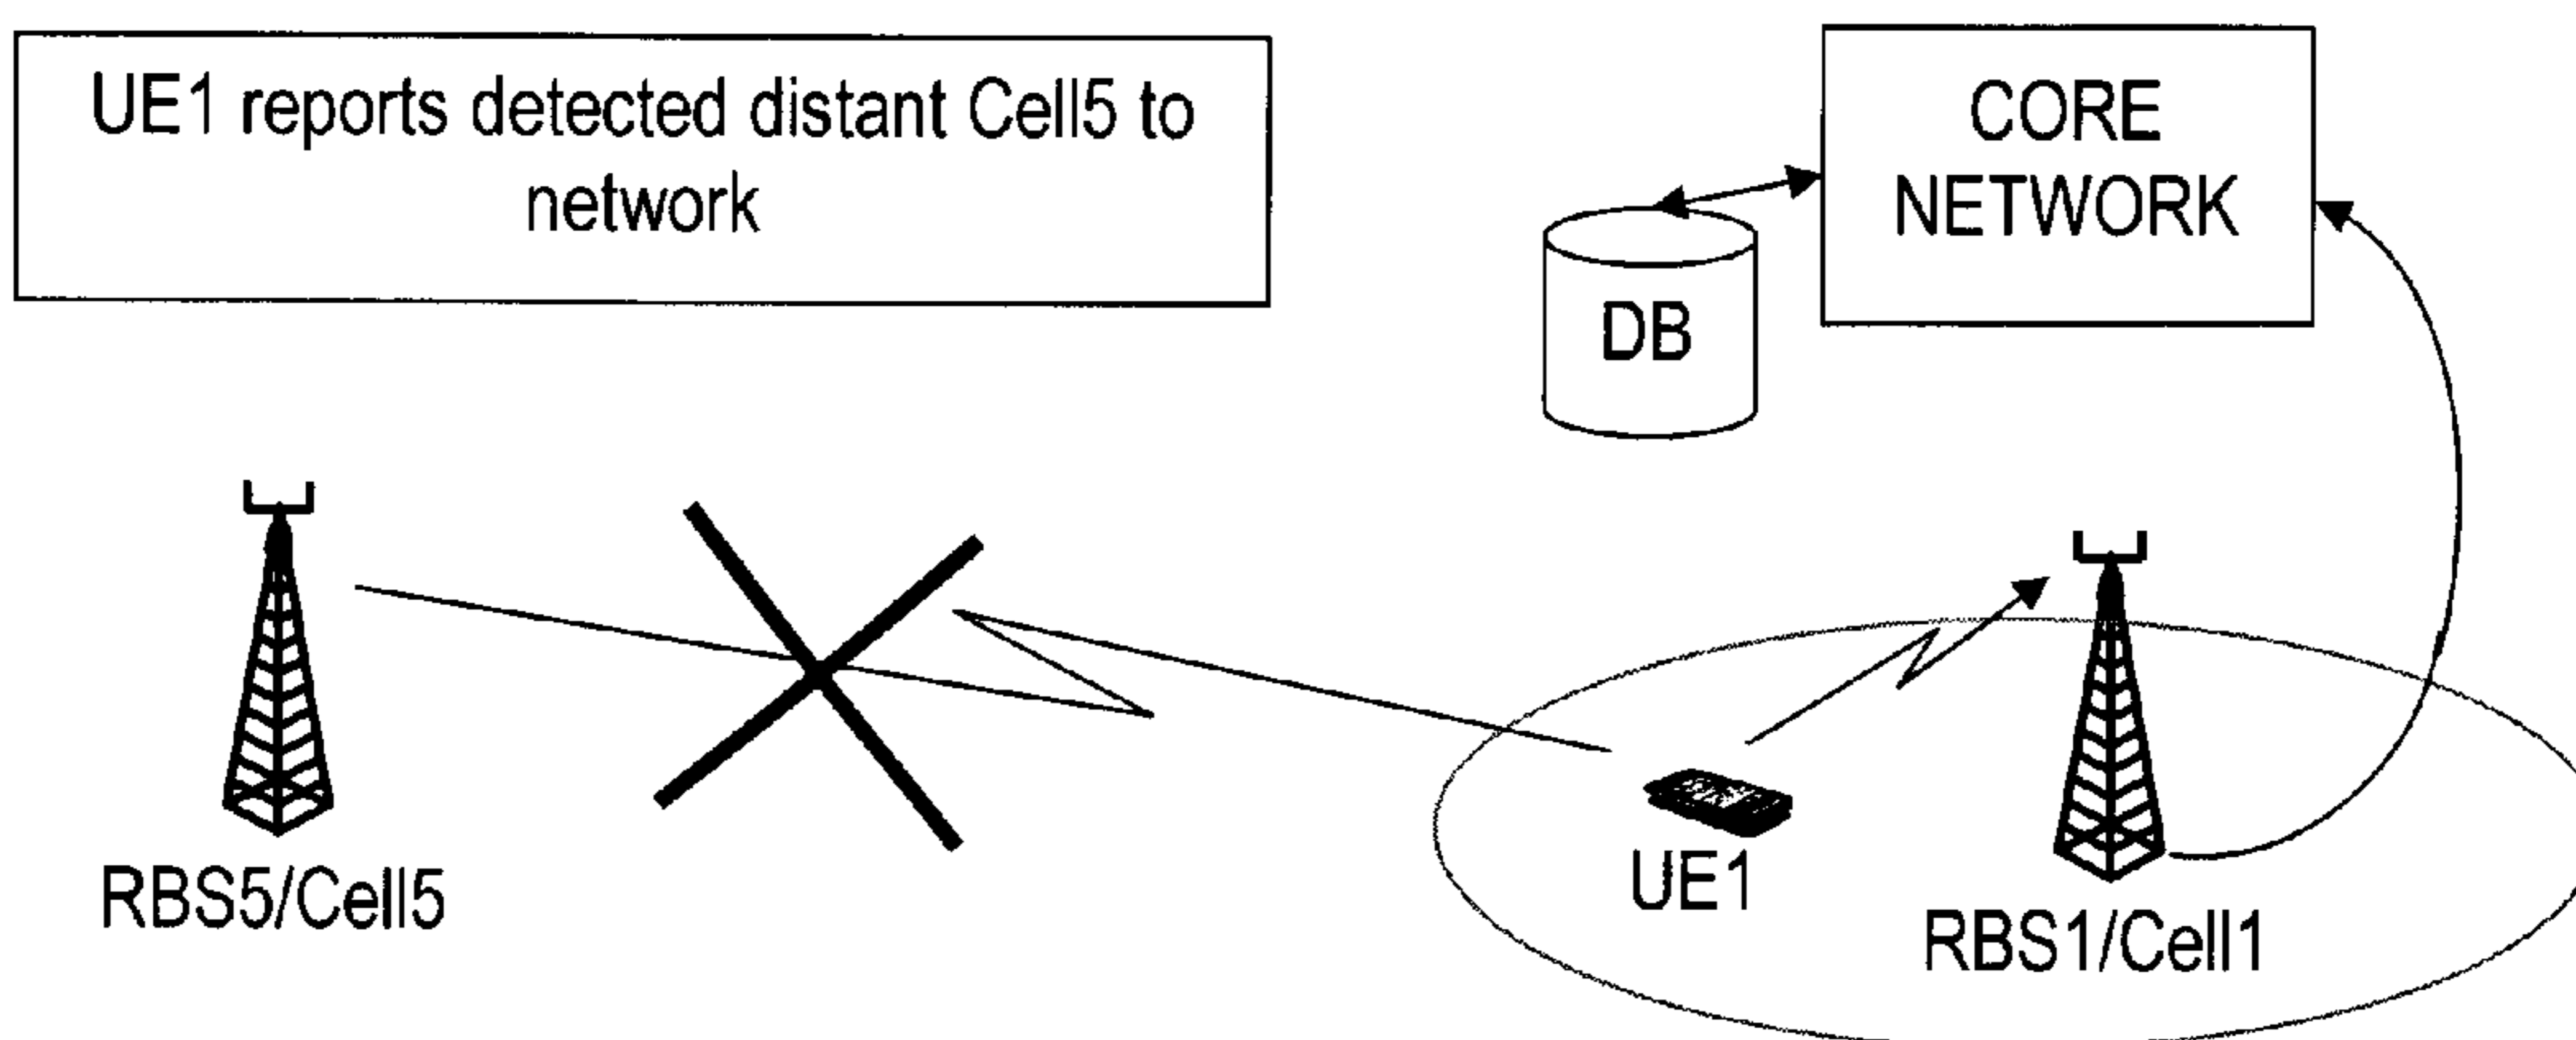 UE1 reports detected distant Cell5 to
network
CORE
NETWORK
DB
RBS5/Cell5
UE1
RBS1/Cell1